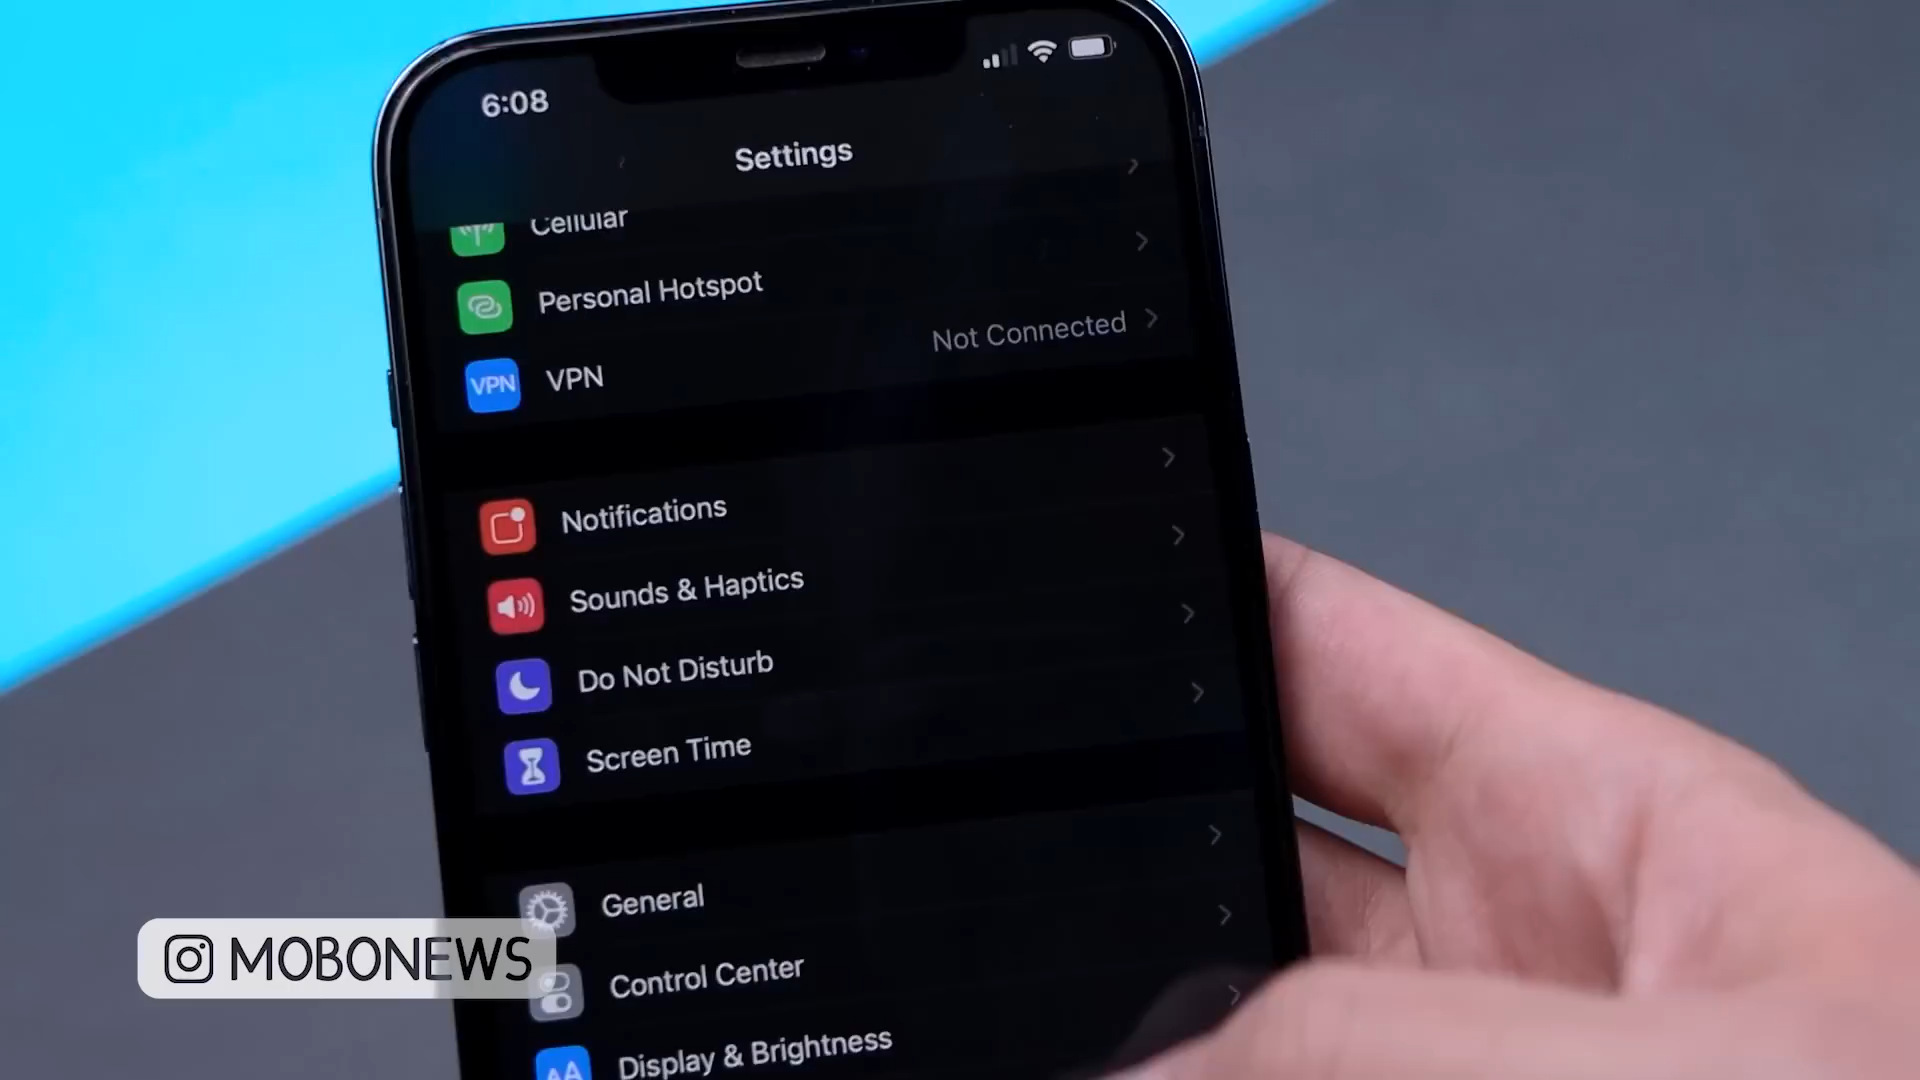 6:08
Settings
Cellular
Personal Hotspot
VPN
VPN
Not Connected
Notifications
Sounds & Haptics
Do Not Disturb
Screen Time
General
MOBONEWS
Control Center
AA
Display & Brightness